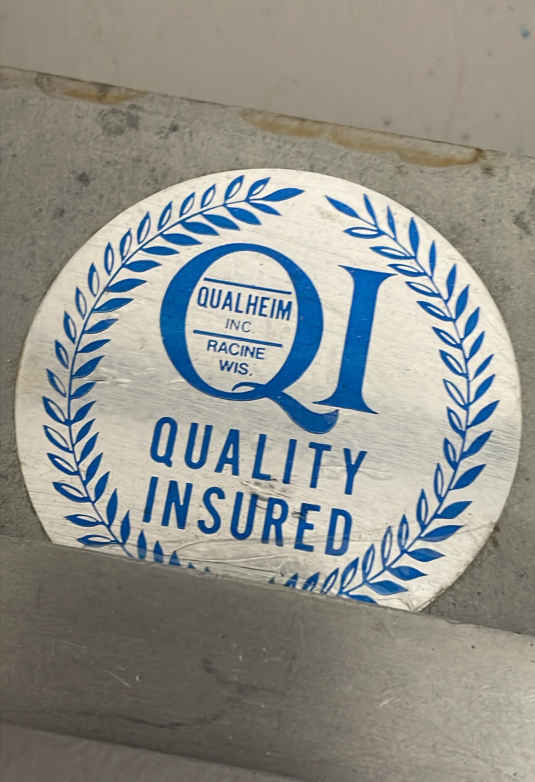 QI
QUALHEIM
INC
RACINE
WIS.
QUALITY
INSURED